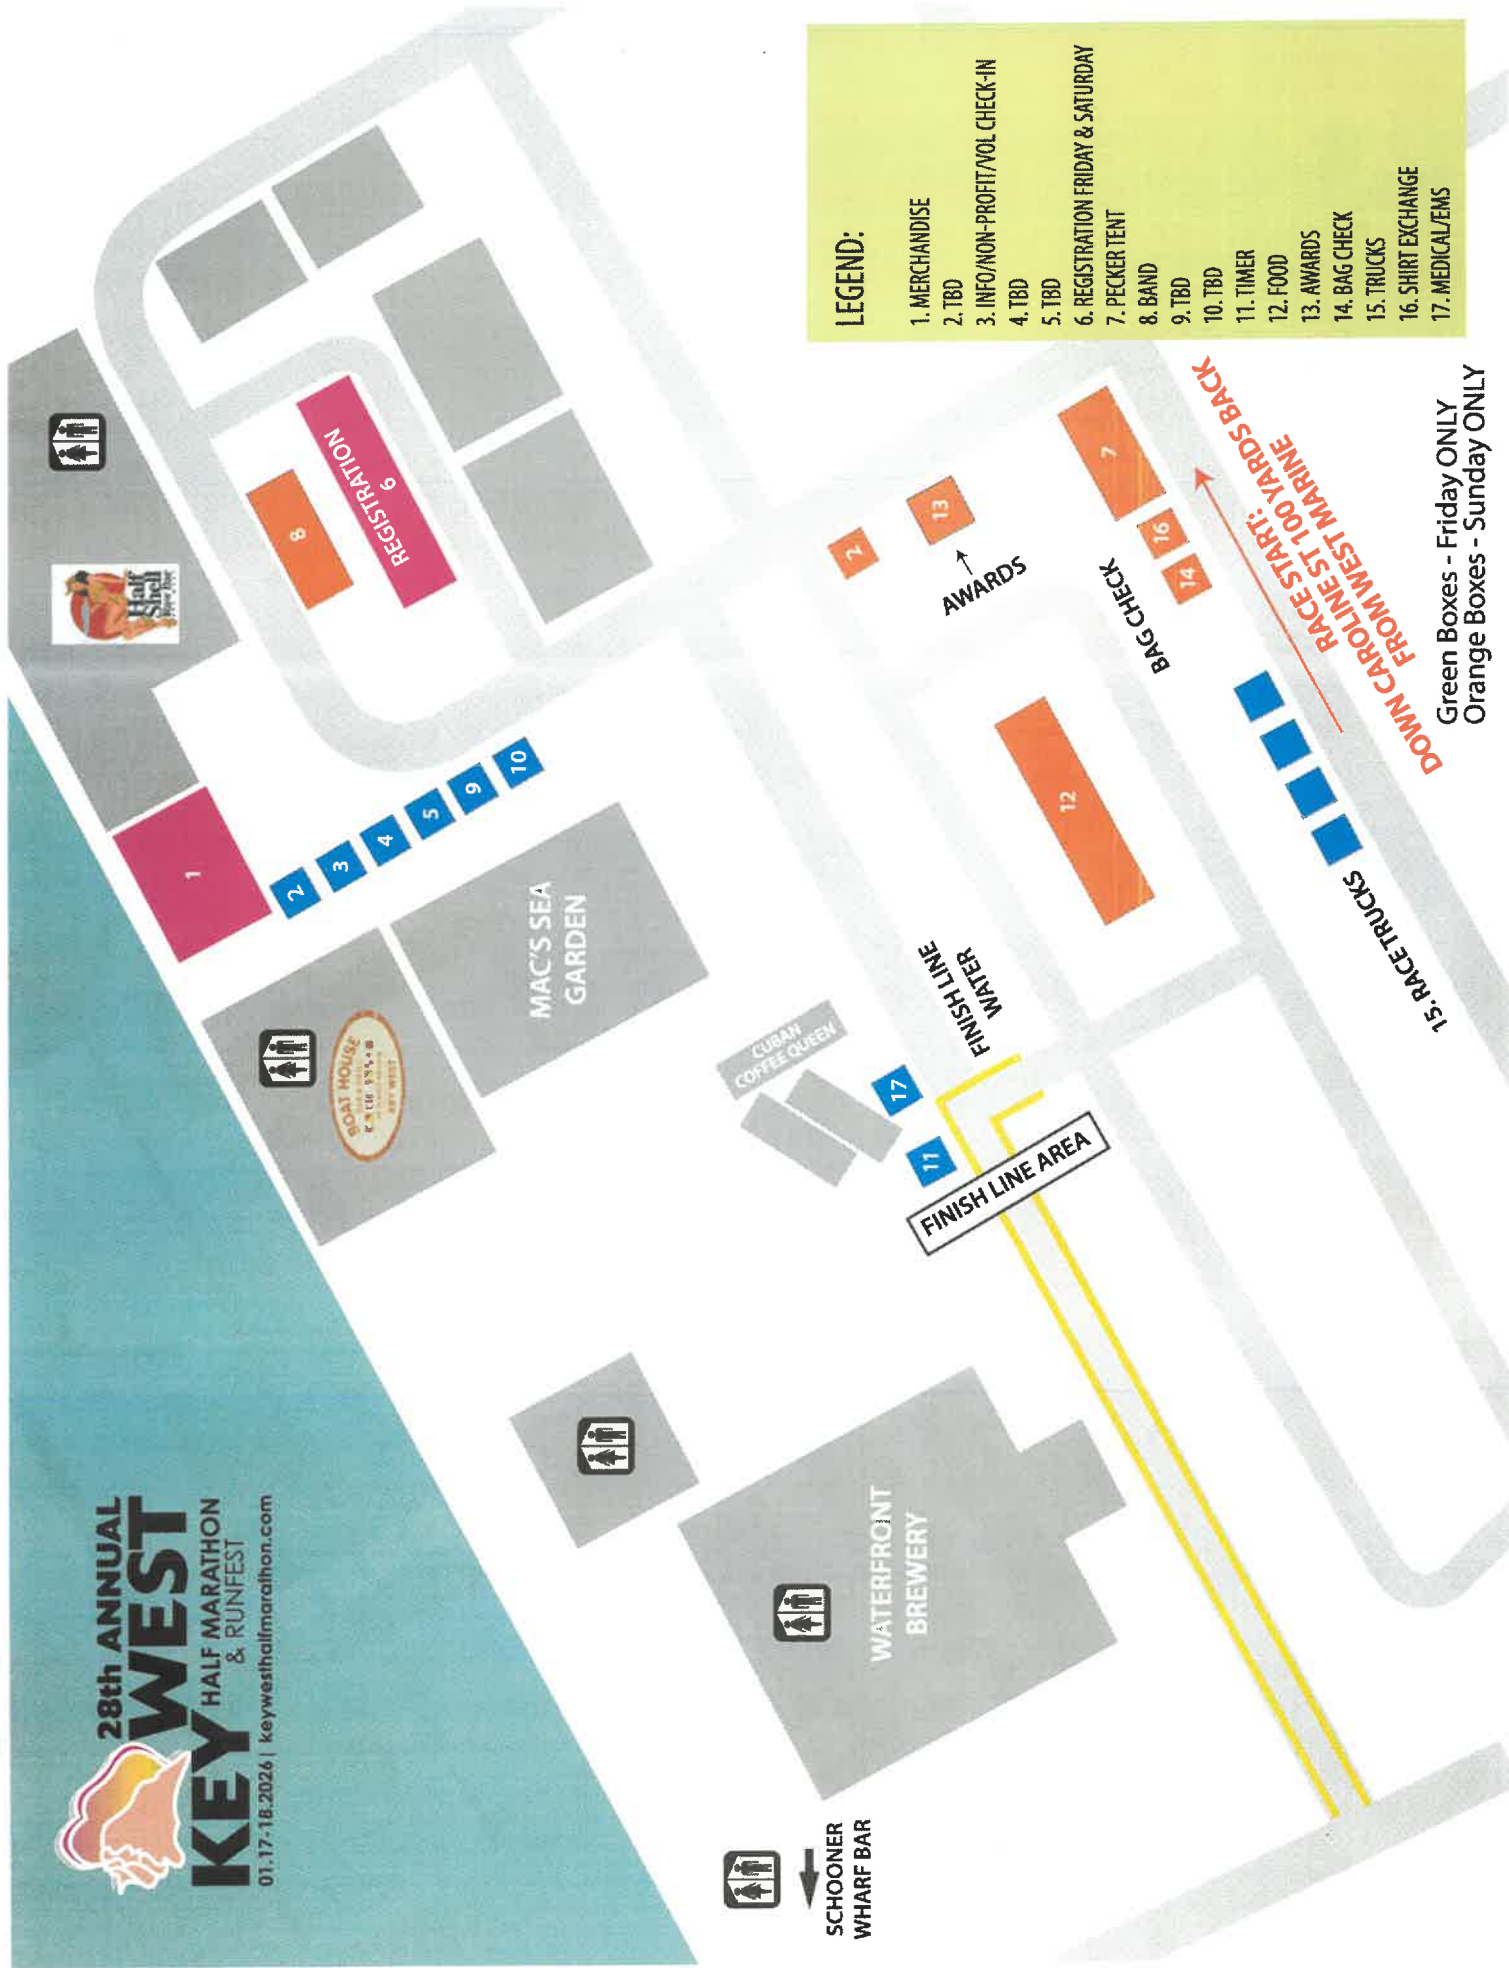 28th ANNUAL
KEY WEST
HALF MARATHON
& RUNFEST
01.17-18.2026 | keywesthalfmarathon.com
Half
Shell
Raw Bar
1
2
3
4
5
9
10
8
REGISTRATION
6
BOAT HOUSE
KEY WEST
MAC'S SEA
GARDEN
CUBAN
COFFEE QUEEN
17
11
FINISH LINE
WATER
FINISH LINE AREA
WATERFRONT
BREWERY
SCHOONER
WHARF BAR
2
13
AWARDS
7
16
14
BAG CHECK
12
15. RACE TRUCKS
RACE START:
DOWN CAROLINE ST 100 YARDS BACK
FROM WEST MARINE
LEGEND:
1. MERCHANDISE
2. TBD
3. INFO/NON-PROFIT/VOL CHECK-IN
4. TBD
5. TBD
6. REGISTRATION FRIDAY & SATURDAY
7. PECKER TENT
8. BAND
9. TBD
10. TBD
11. TIMER
12. FOOD
13. AWARDS
14. BAG CHECK
15. TRUCKS
16. SHIRT EXCHANGE
17. MEDICAL/EMS
Green Boxes - Friday ONLY
Orange Boxes - Sunday ONLY